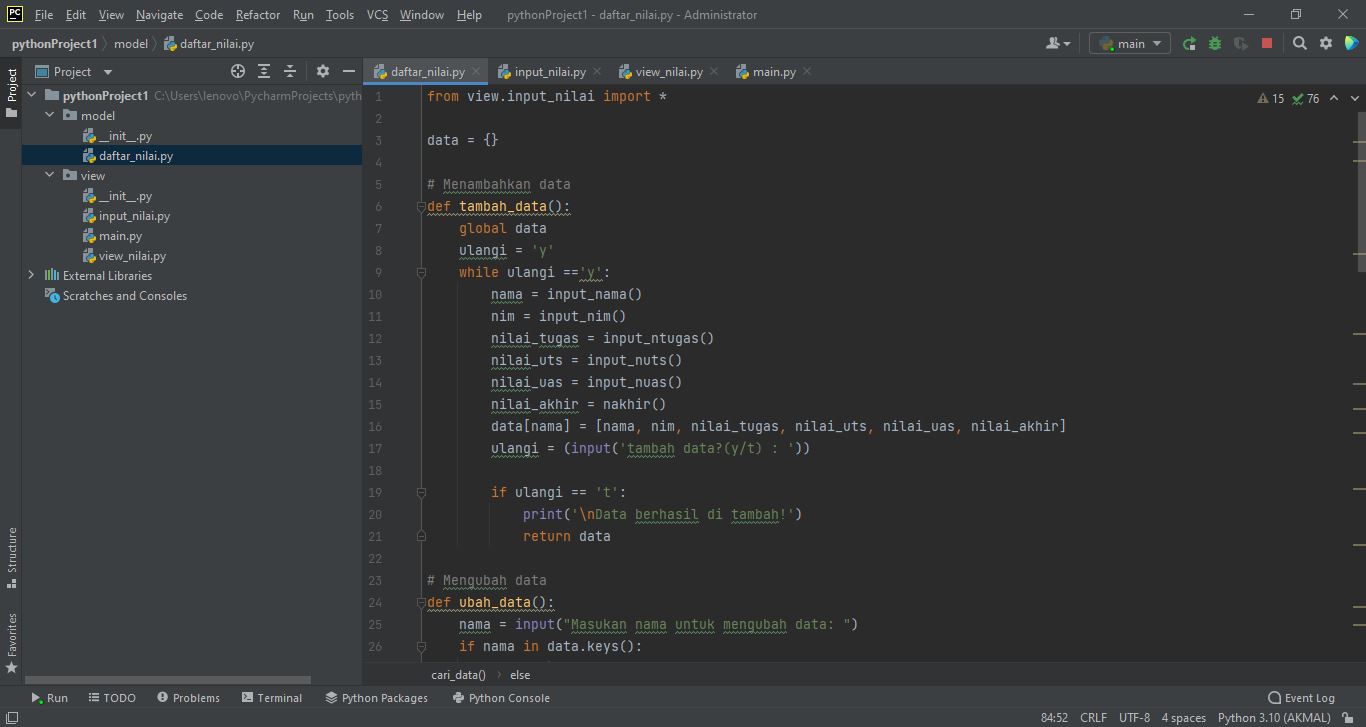 PC File Edit View Navigate Code Refactor Run Tools VCS Window Help pythonProject1 - daftar_nilai.py - Administrator
pythonProject1 model daftar_nilai.py main
Project
Project
daftar_nilai.py input_nilai.py view_nilai.py main.py
pythonProject1 C:\Users\lenovo\PycharmProjects\pyth
model
__init__.py
daftar_nilai.py
view
__init__.py
input_nilai.py
main.py
view_nilai.py
External Libraries
Scratches and Consoles
15 76
1 from view.input_nilai import *
2
3 data = {}
4
5 # Menambahkan data
6 def tambah_data():
7 global data
8 ulangi = 'y'
9 while ulangi =='y':
10 nama = input_nama()
11 nim = input_nim()
12 nilai_tugas = input_ntugas()
13 nilai_uts = input_nuts()
14 nilai_uas = input_nuas()
15 nilai_akhir = nakhir()
16 data[nama] = [nama, nim, nilai_tugas, nilai_uts, nilai_uas, nilai_akhir]
17 ulangi = (input('tambah data?(y/t) : '))
18
19 if ulangi == 't':
20 print('\nData berhasil di tambah!')
21 return data
22
23 # Mengubah data
24 def ubah_data():
25 nama = input("Masukan nama untuk mengubah data: ")
26 if nama in data.keys():
cari_data() else
Structure
Favorites
Run TODO Problems Terminal Python Packages Python Console Event Log
84:52 CRLF UTF-8 4 spaces Python 3.10 (AKMAL)